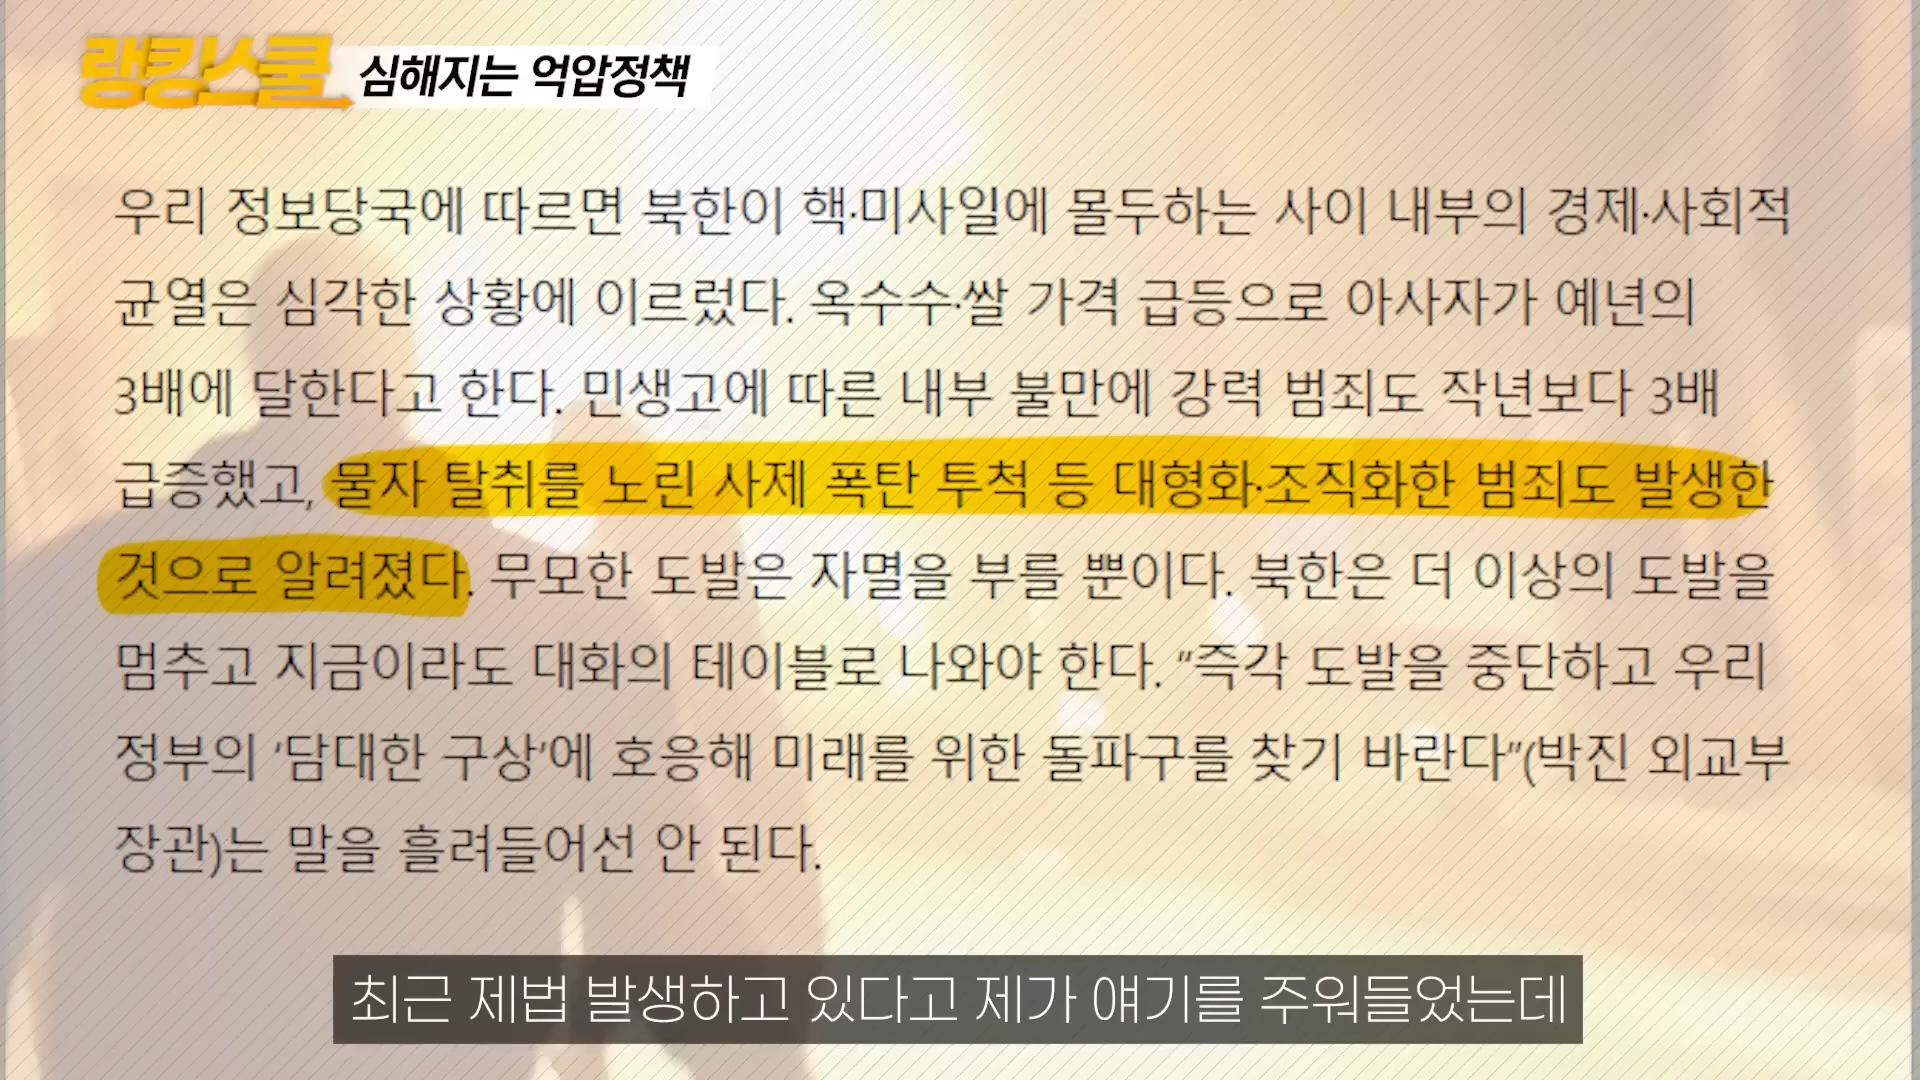 랭킹스쿨 심해지는 억압정책
우리 정보당국에 따르면 북한이 핵·미사일에 몰두하는 사이 내부의 경제·사회적
균열은 심각한 상황에 이르렀다. 옥수수·쌀 가격 급등으로 아사자가 예년의
3배에 달한다고 한다. 민생고에 따른 내부 불만에 강력 범죄도 작년보다 3배
급증했고, 물자 탈취를 노린 사제 폭탄 투척 등 대형화·조직화한 범죄도 발생한
것으로 알려졌다. 무모한 도발은 자멸을 부를 뿐이다. 북한은 더 이상의 도발을
멈추고 지금이라도 대화의 테이블로 나와야 한다. “즉각 도발을 중단하고 우리
정부의 ‘담대한 구상’에 호응해 미래를 위한 돌파구를 찾기 바란다”(박진 외교부
장관)는 말을 흘려들어선 안 된다.
최근 제법 발생하고 있다고 제가 얘기를 주워들었는데